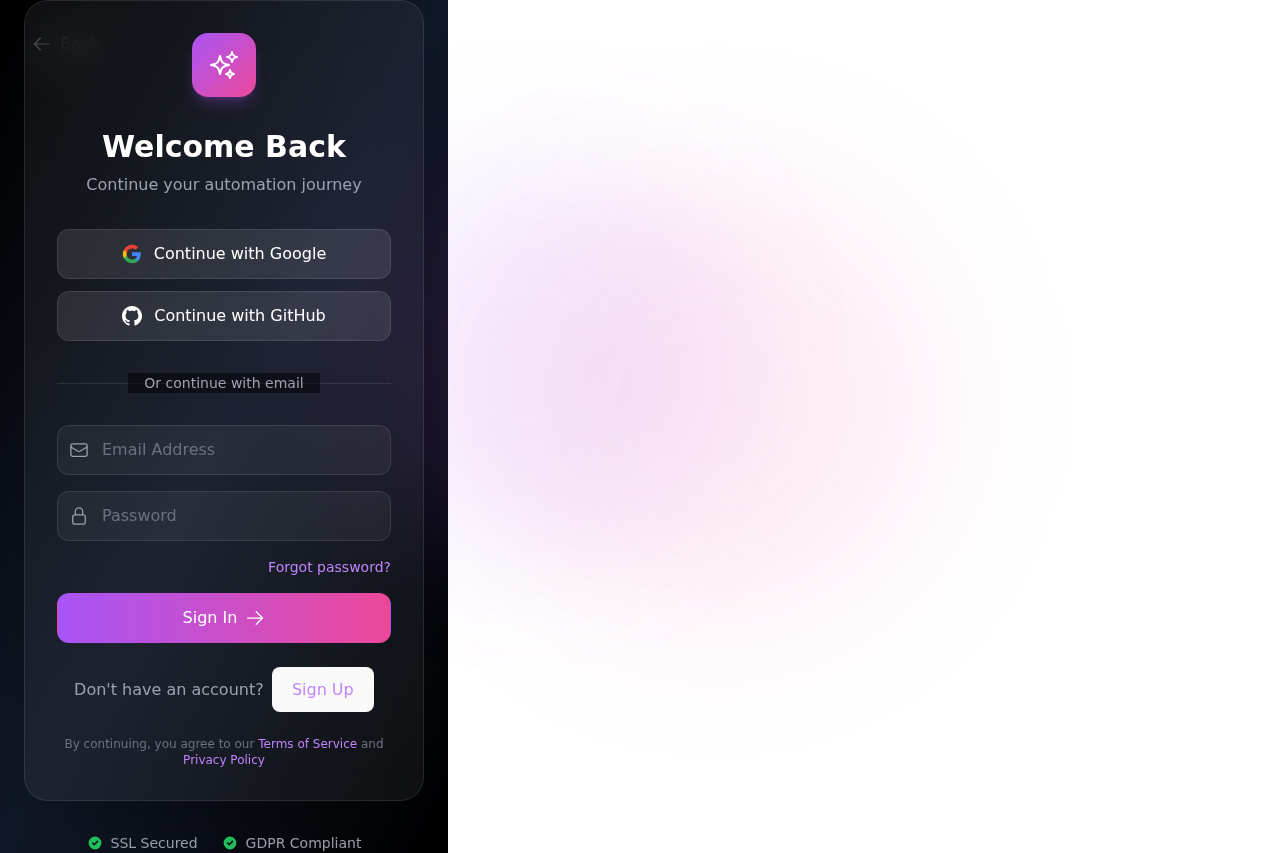 Back
Welcome Back
Continue your automation journey
Continue with Google
Continue with GitHub
Or continue with email
Email Address
Password
Forgot password?
Sign In
Don't have an account? Sign Up
By continuing, you agree to our Terms of Service and
Privacy Policy
SSL Secured GDPR Compliant